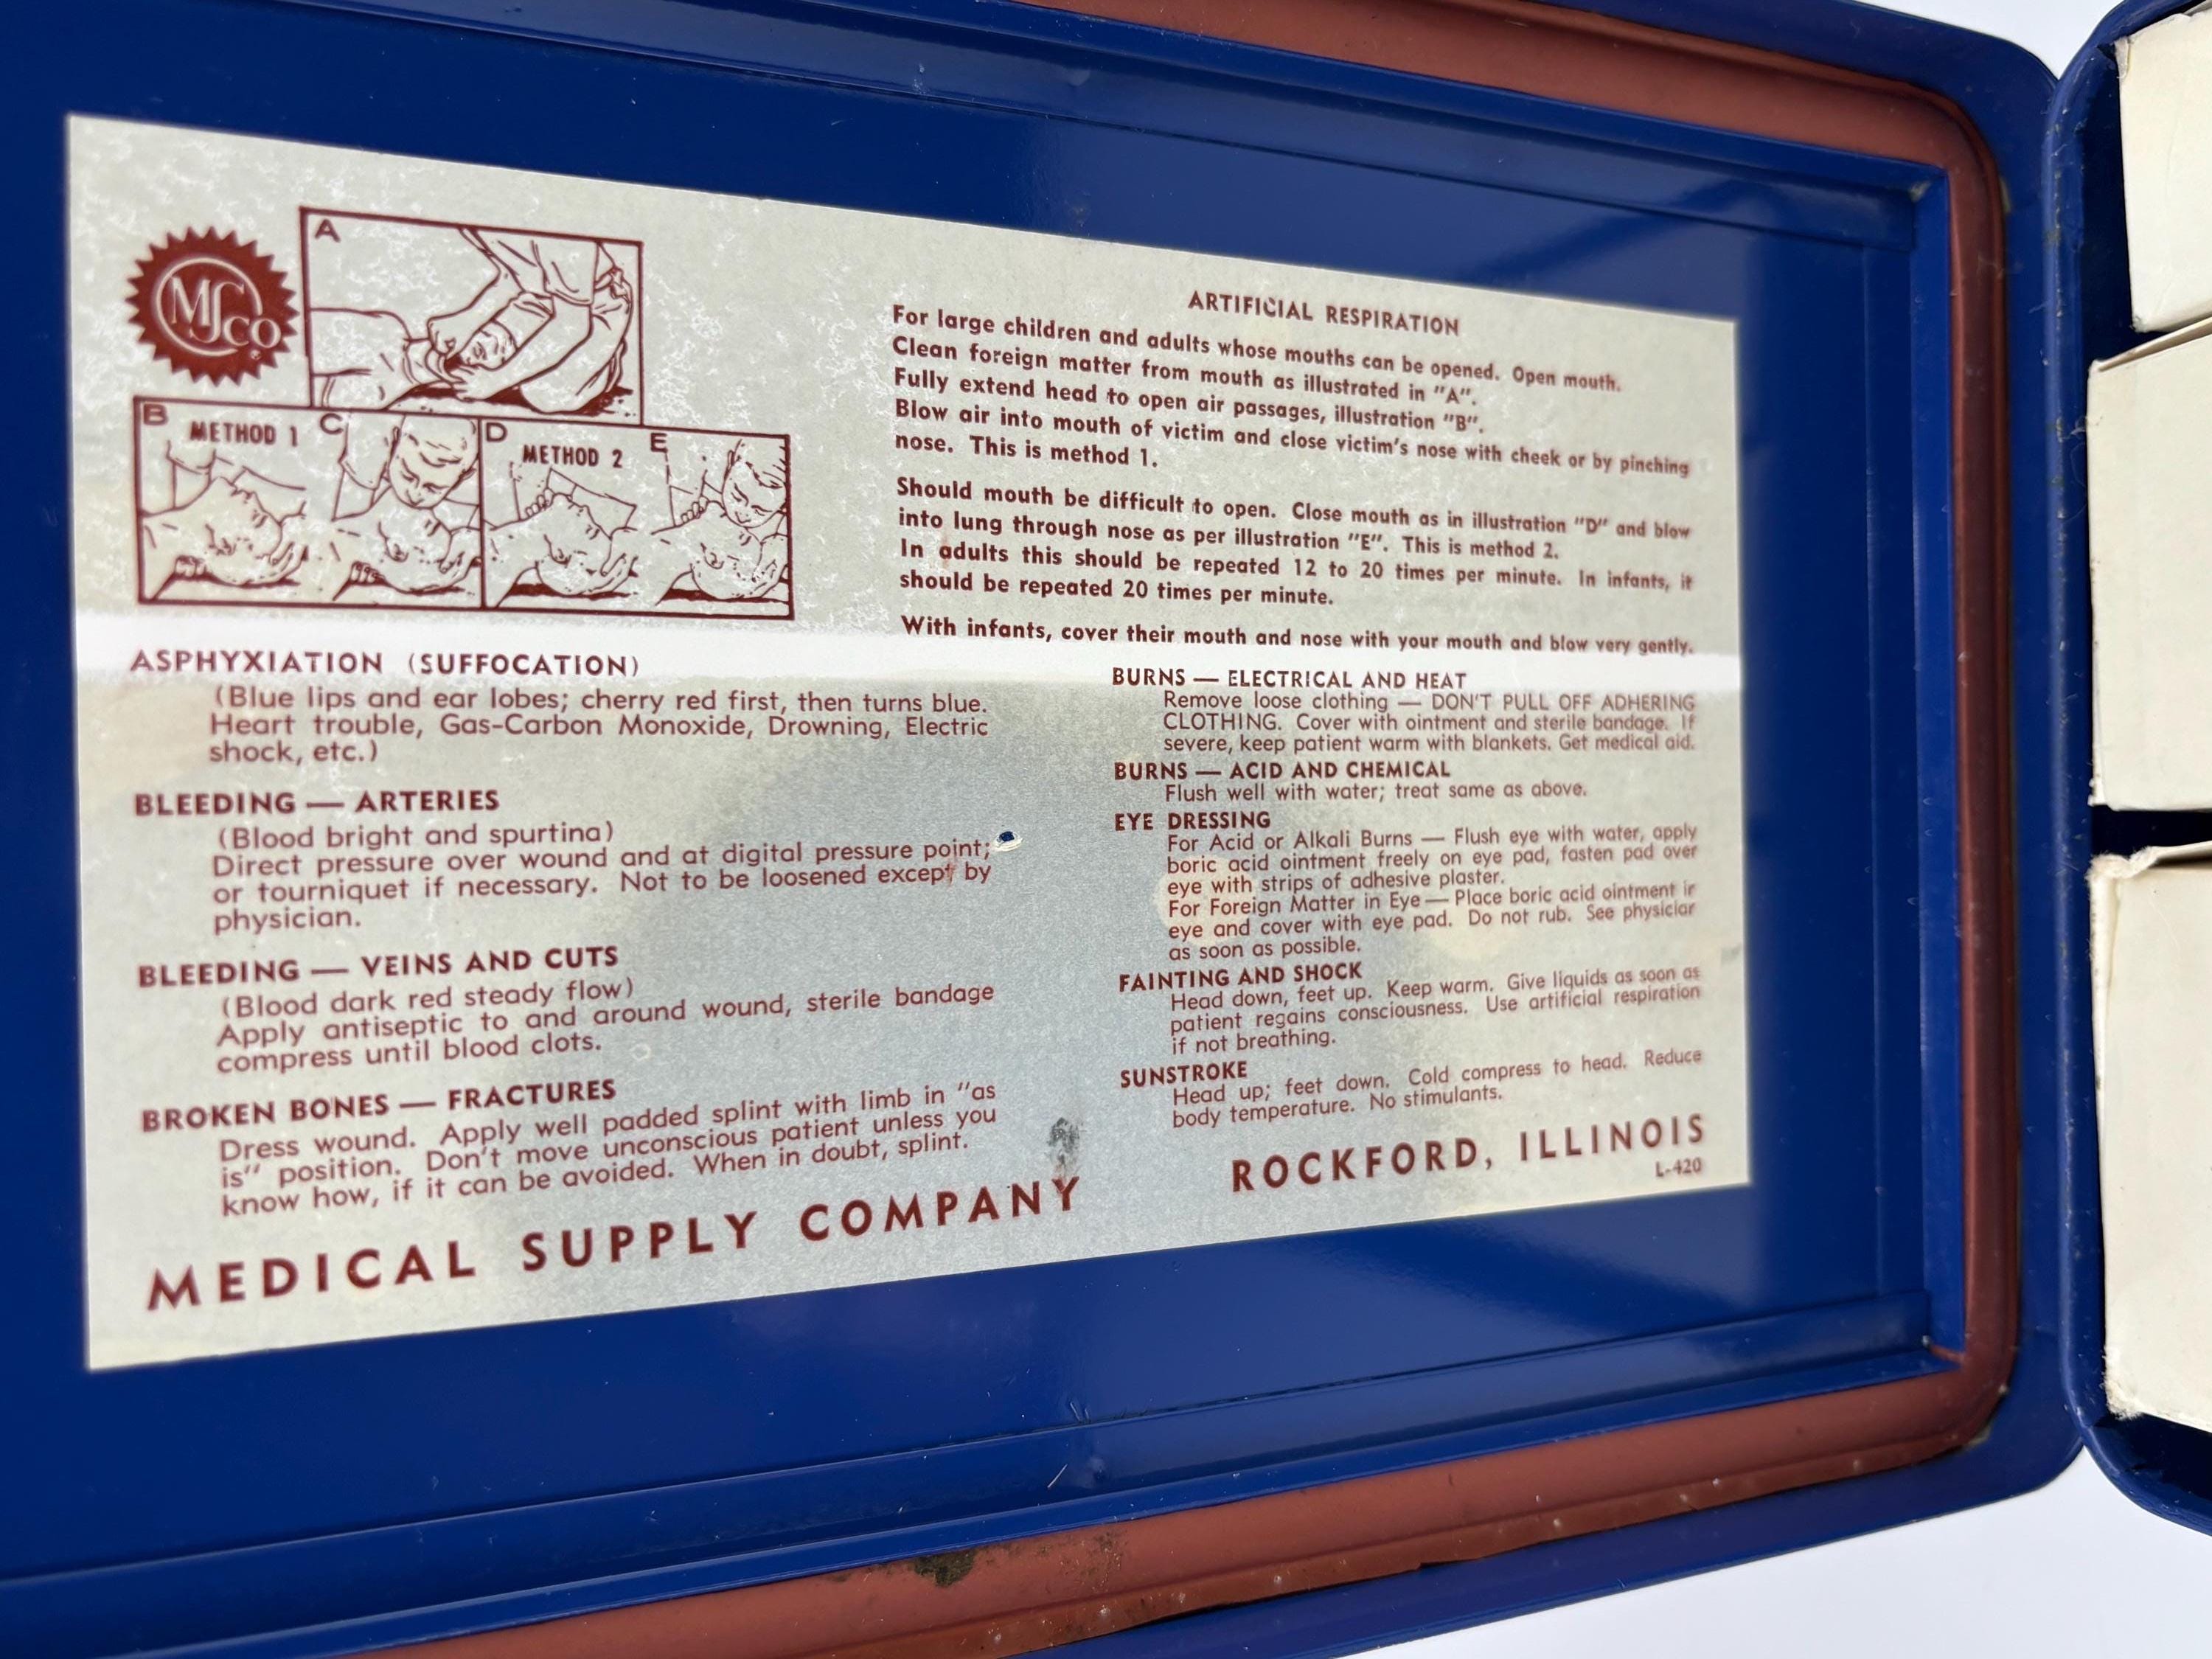 MSCO
®
A
B
METHOD 1
C
D
METHOD 2
E
ARTIFICIAL RESPIRATION
For large children and adults whose mouths can be opened. Open mouth.
Clean foreign matter from mouth as illustrated in "A".
Fully extend head to open air passages, illustration "B".
Blow air into mouth of victim and close victim's nose with cheek or by pinching
nose. This is method 1.
Should mouth be difficult to open. Close mouth as in illustration "D" and blow
into lung through nose as per illustration "E". This is method 2.
In adults this should be repeated 12 to 20 times per minute. In infants, it
should be repeated 20 times per minute.
With infants, cover their mouth and nose with your mouth and blow very gently.
ASPHYXIATION (SUFFOCATION)
(Blue lips and ear lobes; cherry red first, then turns blue.
Heart trouble, Gas-Carbon Monoxide, Drowning, Electric
shock, etc.)
BLEEDING — ARTERIES
(Blood bright and spurtina)
Direct pressure over wound and at digital pressure point;
or tourniquet if necessary. Not to be loosened except by
physician.
BLEEDING — VEINS AND CUTS
(Blood dark red steady flow)
Apply antiseptic to and around wound, sterile bandage
compress until blood clots.
BROKEN BONES — FRACTURES
Dress wound. Apply well padded splint with limb in "as
is" position. Don't move unconscious patient unless you
know how, if it can be avoided. When in doubt, splint.
BURNS — ELECTRICAL AND HEAT
Remove loose clothing — DON'T PULL OFF ADHERING
CLOTHING. Cover with ointment and sterile bandage. If
severe, keep patient warm with blankets. Get medical aid.
BURNS — ACID AND CHEMICAL
Flush well with water; treat same as above.
EYE DRESSING
For Acid or Alkali Burns — Flush eye with water, apply
boric acid ointment freely on eye pad, fasten pad over
eye with strips of adhesive plaster.
For Foreign Matter in Eye — Place boric acid ointment ir
eye and cover with eye pad. Do not rub. See physiciar
as soon as possible.
FAINTING AND SHOCK
Head down, feet up. Keep warm. Give liquids as soon as
patient regains consciousness. Use artificial respiration
if not breathing.
SUNSTROKE
Head up; feet down. Cold compress to head. Reduce
body temperature. No stimulants.
MEDICAL SUPPLY COMPANY
ROCKFORD, ILLINOIS
L-420